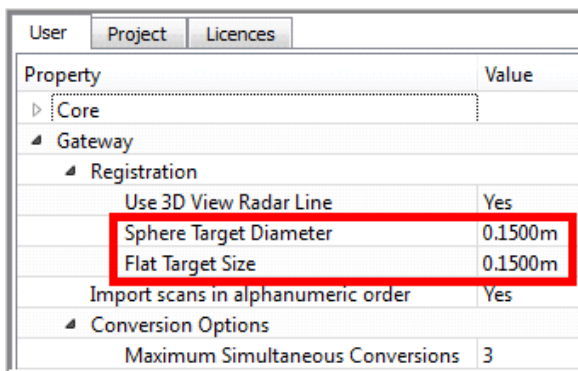 User Project Licences
Property Value
Core
Gateway
Registration
Use 3D View Radar Line Yes
Sphere Target Diameter 0.1500m
Flat Target Size 0.1500m
Import scans in alphanumeric order Yes
Conversion Options
Maximum Simultaneous Conversions 3